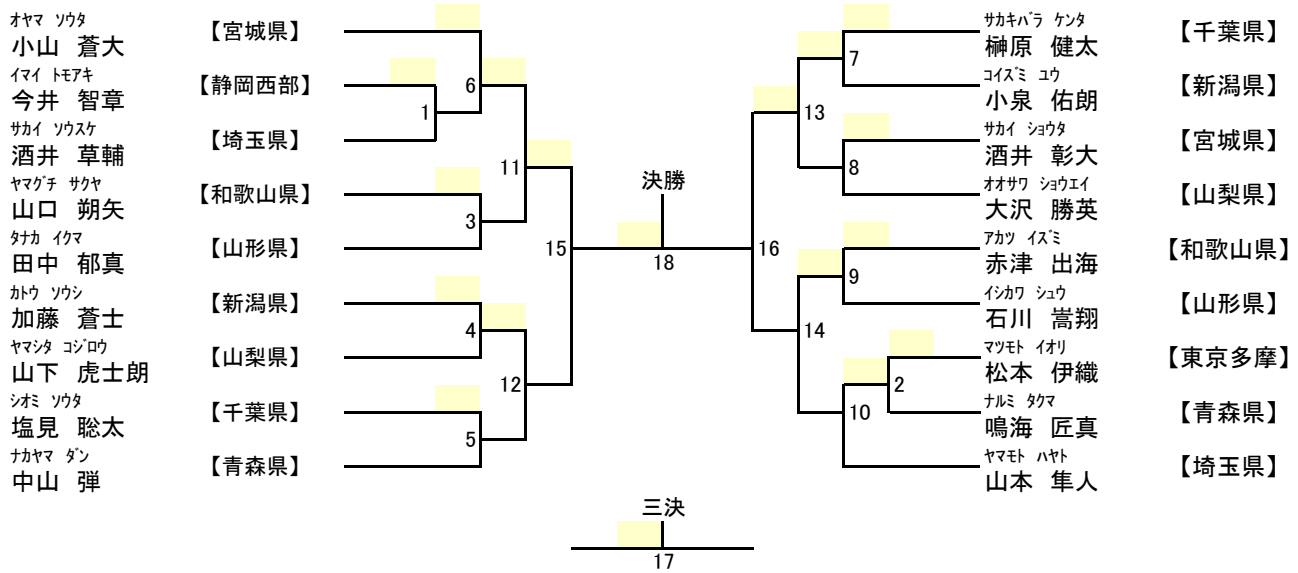 オヤマ ソウタ
小山 蒼大 【宮城県】
イマイ トモアキ
今井 智章 【静岡西部】
サカイ ソウスケ
酒井 草輔 【埼玉県】
ヤマグチ サクヤ
山口 朔矢 【和歌山県】
タナカ イクマ
田中 郁真 【山形県】
カトウ ソウシ
加藤 蒼士 【新潟県】
ヤマシタ コジロウ
山下 虎士朗 【山梨県】
シオミ ソウタ
塩見 聡太 【千葉県】
ナカヤマ ダン
中山 弾 【青森県】
6
1
11
3
15
4
12
5
決勝
18
三決
17
7
13
8
16
9
14
2
10
サカキバラ ケンタ
榊原 健太 【千葉県】
コイズミ ユウ
小泉 佑朗 【新潟県】
サカイ ショウタ
酒井 彰大 【宮城県】
オオサワ ショウエイ
大沢 勝英 【山梨県】
アカツ イズミ
赤津 出海 【和歌山県】
イシカワ シュウ
石川 嵩翔 【山形県】
マツモト イオリ
松本 伊織 【東京多摩】
ナルミ タクマ
鳴海 匠真 【青森県】
ヤマモト ハヤト
山本 隼人 【埼玉県】